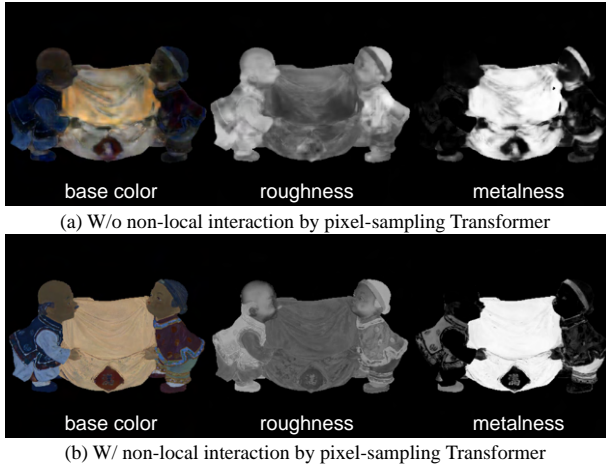 base color roughness metalness
(a) W/o non-local interaction by pixel-sampling Transformer
base color roughness metalness
(b) W/ non-local interaction by pixel-sampling Transformer